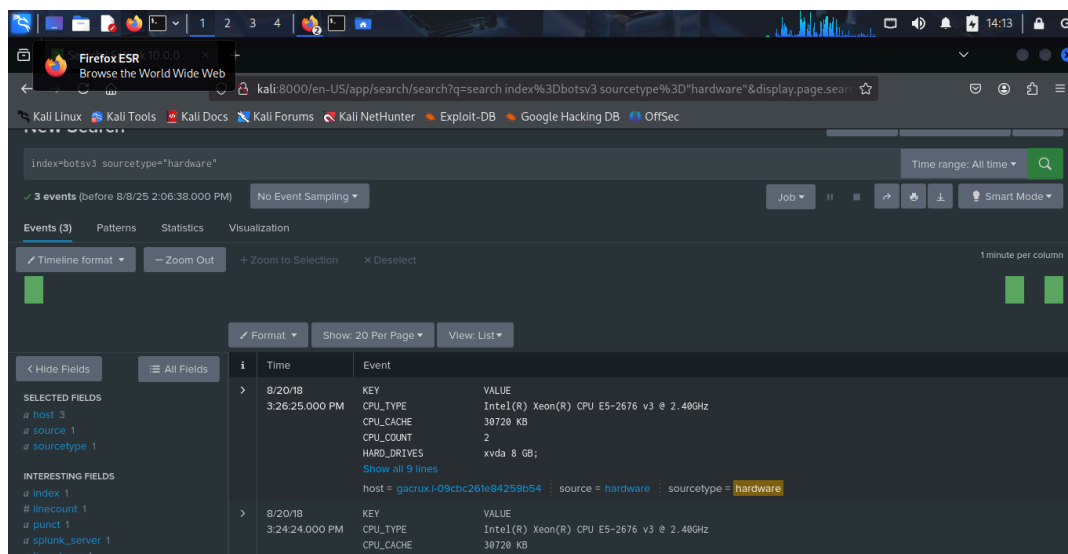 1 2 3 4 2 14:13
Firefox ESR
Browse the World Wide Web
10.0.0 × +
kali:8000/en-US/app/search/search?q=search index%3Dbotsv3 sourcetype%3D"hardware"&display.page.sear
Kali Linux Kali Tools Kali Docs Kali Forums Kali NetHunter Exploit-DB Google Hacking DB OffSec
New Search
index=botsv3 sourcetype="hardware" Time range: All time
✓ 3 events (before 8/8/25 2:06:38.000 PM) No Event Sampling Job Smart Mode
Events (3) Patterns Statistics Visualization
Timeline format — Zoom Out + Zoom to Selection × Deselect 1 minute per column
Format Show: 20 Per Page View: List
< Hide Fields All Fields i Time Event
SELECTED FIELDS
a host 3
a source 1
a sourcetype 1
INTERESTING FIELDS
a index 1
# linecount 1
a punct 1
a splunk_server 1
> 8/20/18 KEY VALUE
3:26:25.000 PM CPU_TYPE Intel(R) Xeon(R) CPU E5-2676 v3 @ 2.40GHz
CPU_CACHE 30720 KB
CPU_COUNT 2
HARD_DRIVES xvda 8 GB;
Show all 9 lines
host = gacrux.i-09cbc261e84259b54 source = hardware sourcetype = hardware
> 8/20/18 KEY VALUE
3:24:24.000 PM CPU_TYPE Intel(R) Xeon(R) CPU E5-2676 v3 @ 2.40GHz
CPU_CACHE 30720 KB